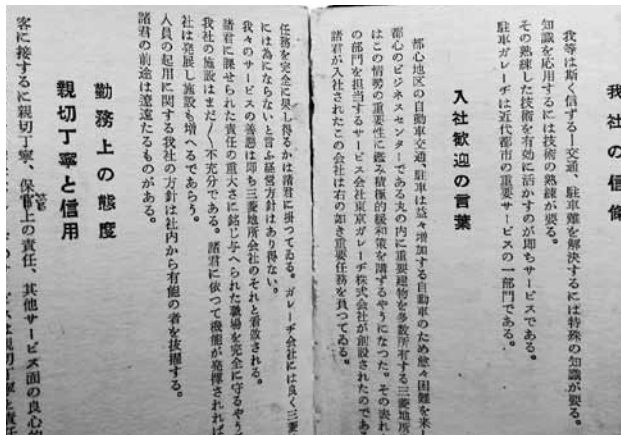 我社の信條
我等は斯く信ずる―交通、駐車難を解決するには特殊の知識が要る。
知識を応用するには技術の熟練が要る。
その熟練した技術を有効に活かすのが即ちサービスである。
駐車ガレーヂは近代都市の重要サービスの一部門である。
入社歓迎の言葉
都心地区の自動車交通、駐車は益々増加する自動車のため愈々困難を来し
都心のビジネスセンターである丸の内に重要建物を多数所有する三菱地所
はこの情勢の重要性に鑑み積極的緩和策を講ずるやうになつた。その表れ
の部門を担当するサービス会社東京ガレーヂ株式会社が創設されたのであ
諸君が入社されたこの会社は右の如き重要任務を負つてゐる。
任務を完全に果し得るかは諸君に掛つてゐる。ガレーヂ会社には良く三菱
には為にならないと言ふ経営方針はあり得ない。
我々のサービスの善悪は即ち三菱地所会社のそれと看做される。
諸君に課せられた責任の重大さに銘じ与へられた職場を完全に守るやう
我社の施設はまだ〳〵不充分である。諸君に依つて機能が発揮されれば
社は発展し施設も増へるであらう。
人員の起用に関する我社の方針は社内から有能の者を抜擢する。
諸君の前途は遼遠たるものがある。
勤務上の態度
親切丁寧と信用
客に接するに親切丁寧、保管上の責任、其他サービス面の良心的